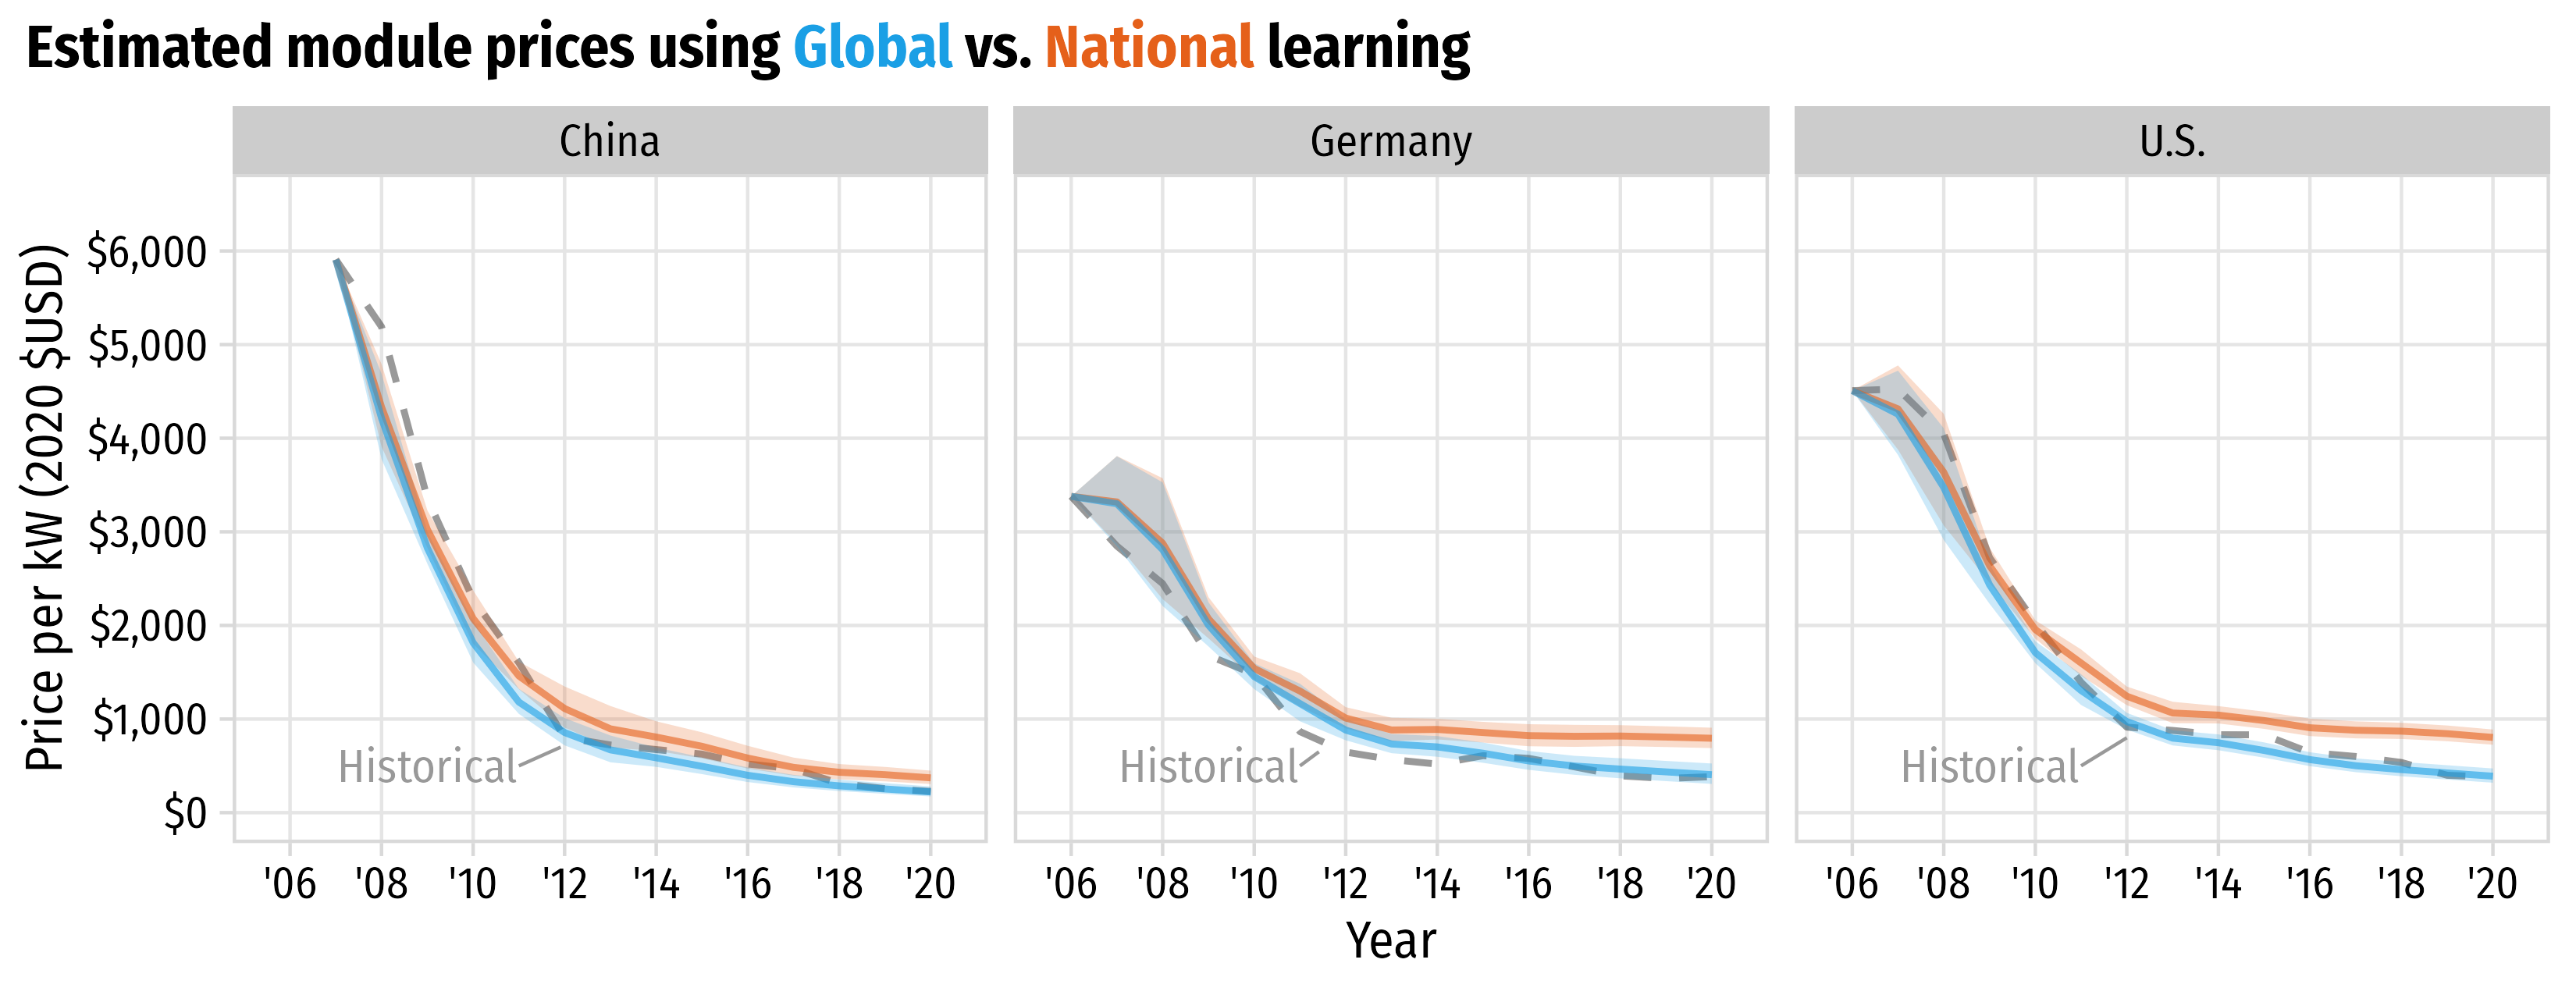 Estimated module prices using Global vs. National learning
China
Germany
U.S.
Price per kW (2020 $USD)
$6,000
$5,000
$4,000
$3,000
$2,000
$1,000
$0
Historical
Historical
Historical
'06 '08 '10 '12 '14 '16 '18 '20
'06 '08 '10 '12 '14 '16 '18 '20
'06 '08 '10 '12 '14 '16 '18 '20
Year